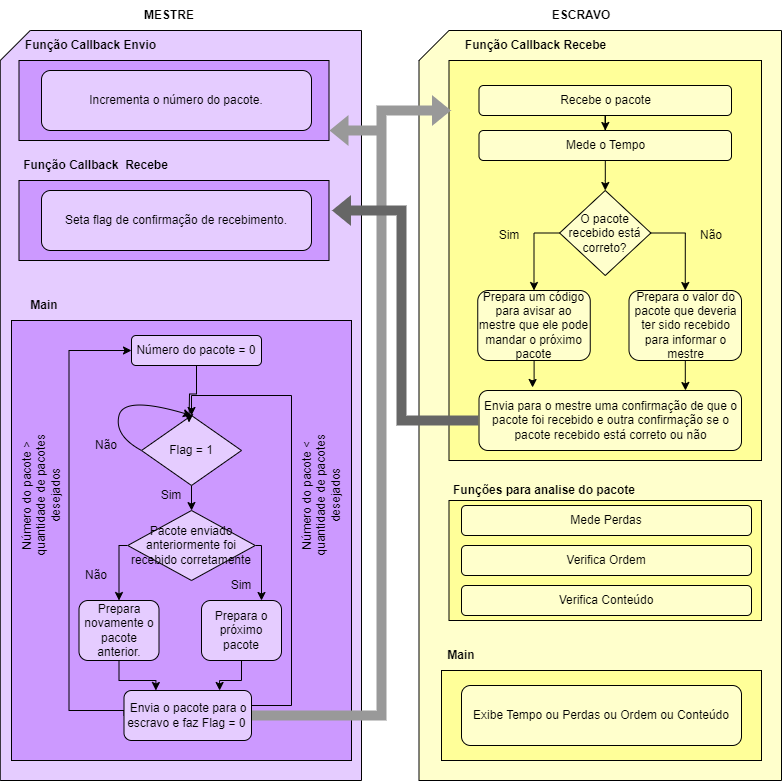 MESTRE
Função Callback Envio
Incrementa o número do pacote.
Função Callback  Recebe
Seta flag de confirmação de recebimento.
Main
Número do pacote = 0
Flag = 1
Não
Sim
Pacote enviado
anteriormente foi
recebido corretamente
Não
Sim
Prepara
novamente o
pacote
anterior.
Prepara o
próximo
pacote
Envia o pacote para o
escravo e faz Flag = 0
Número do pacote >
quantidade de pacotes
desejados
Número do pacote <
quantidade de pacotes
desejados
ESCRAVO
Função Callback Recebe
Recebe o pacote
Mede o Tempo
O pacote
recebido está
correto?
Sim
Não
Prepara um código
para avisar ao
mestre que ele pode
mandar o próximo
pacote
Prepara o valor do
pacote que deveria
ter sido recebido
para informar o
mestre
Envia para o mestre uma confirmação de que o
pacote foi recebido e outra confirmação se o
pacote recebido está correto ou não
Funções para analise do pacote
Mede Perdas
Verifica Ordem
Verifica Conteúdo
Main
Exibe Tempo ou Perdas ou Ordem ou Conteúdo